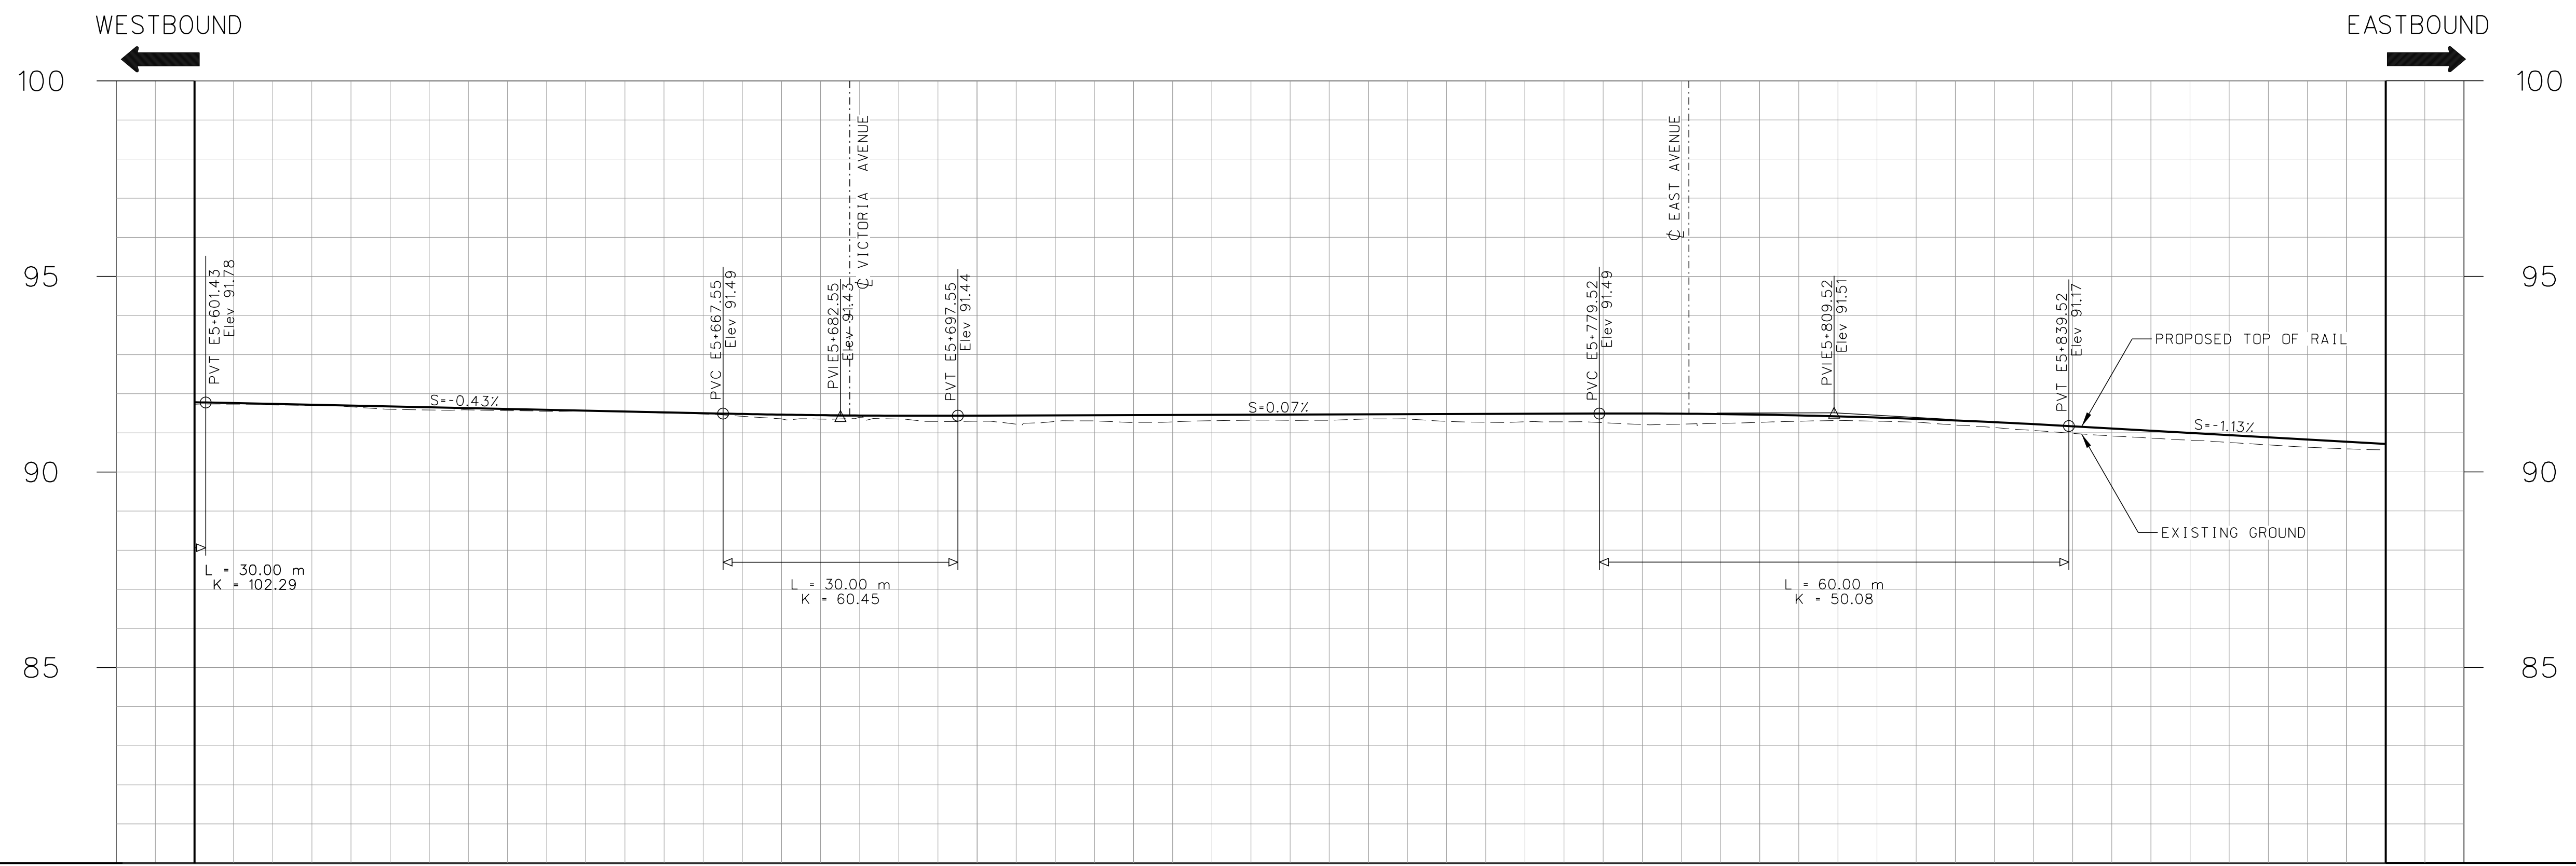 WESTBOUND
EASTBOUND
100
100
95
95
90
90
85
85
℄ VICTORIA AVENUE
℄ EAST AVENUE
PVT E5+601.43
Elev 91.78
PVC E5+667.55
Elev 91.49
PVI E5+682.55
Elev 91.43
PVT E5+697.55
Elev 91.44
PVC E5+779.52
Elev 91.49
PVI E5+809.52
Elev 91.51
PVT E5+839.52
Elev 91.17
PROPOSED TOP OF RAIL
S=-0.43%
S=0.07%
S=-1.13%
EXISTING GROUND
L = 30.00 m
K = 102.29
L = 30.00 m
K = 60.45
L = 60.00 m
K = 50.08